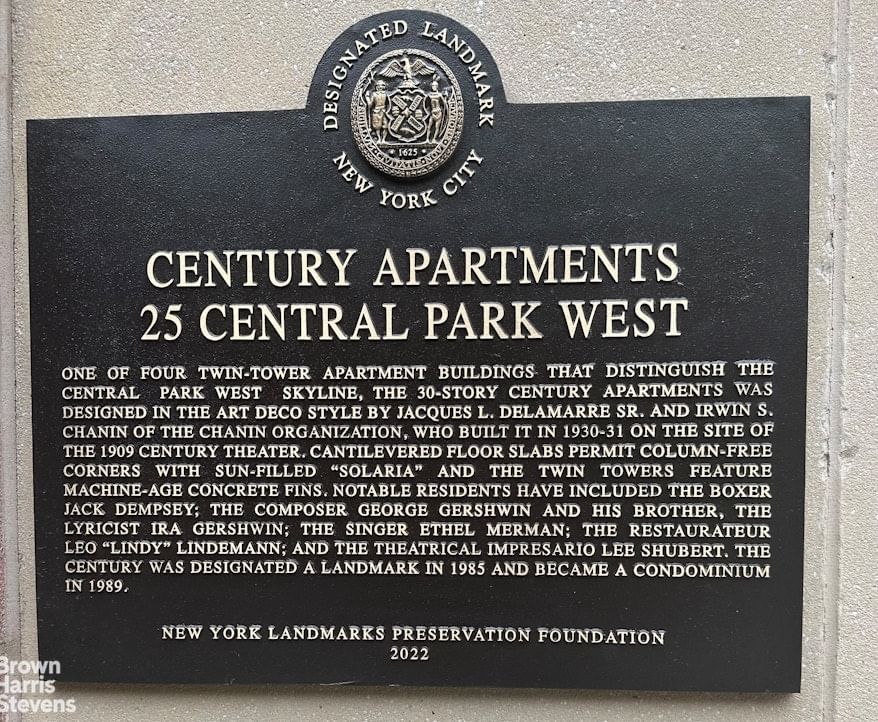 DESIGNATED LANDMARK
1625
NEW YORK CITY
CENTURY APARTMENTS
25 CENTRAL PARK WEST
ONE OF FOUR TWIN-TOWER APARTMENT BUILDINGS THAT DISTINGUISH THE
CENTRAL PARK WEST SKYLINE, THE 30-STORY CENTURY APARTMENTS WAS
DESIGNED IN THE ART DECO STYLE BY JACQUES L. DELAMARRE SR. AND IRWIN S.
CHANIN OF THE CHANIN ORGANIZATION, WHO BUILT IT IN 1930-31 ON THE SITE OF
THE 1909 CENTURY THEATER. CANTILEVERED FLOOR SLABS PERMIT COLUMN-FREE
CORNERS WITH SUN-FILLED “SOLARIA” AND THE TWIN TOWERS FEATURE
MACHINE-AGE CONCRETE FINS. NOTABLE RESIDENTS HAVE INCLUDED THE BOXER
JACK DEMPSEY; THE COMPOSER GEORGE GERSHWIN AND HIS BROTHER, THE
LYRICIST IRA GERSHWIN; THE SINGER ETHEL MERMAN; THE RESTAURATEUR
LEO “LINDY” LINDEMANN; AND THE THEATRICAL IMPRESARIO LEE SHUBERT. THE
CENTURY WAS DESIGNATED A LANDMARK IN 1985 AND BECAME A CONDOMINIUM
IN 1989.
NEW YORK LANDMARKS PRESERVATION FOUNDATION
2022
Brown
Harris
Stevens